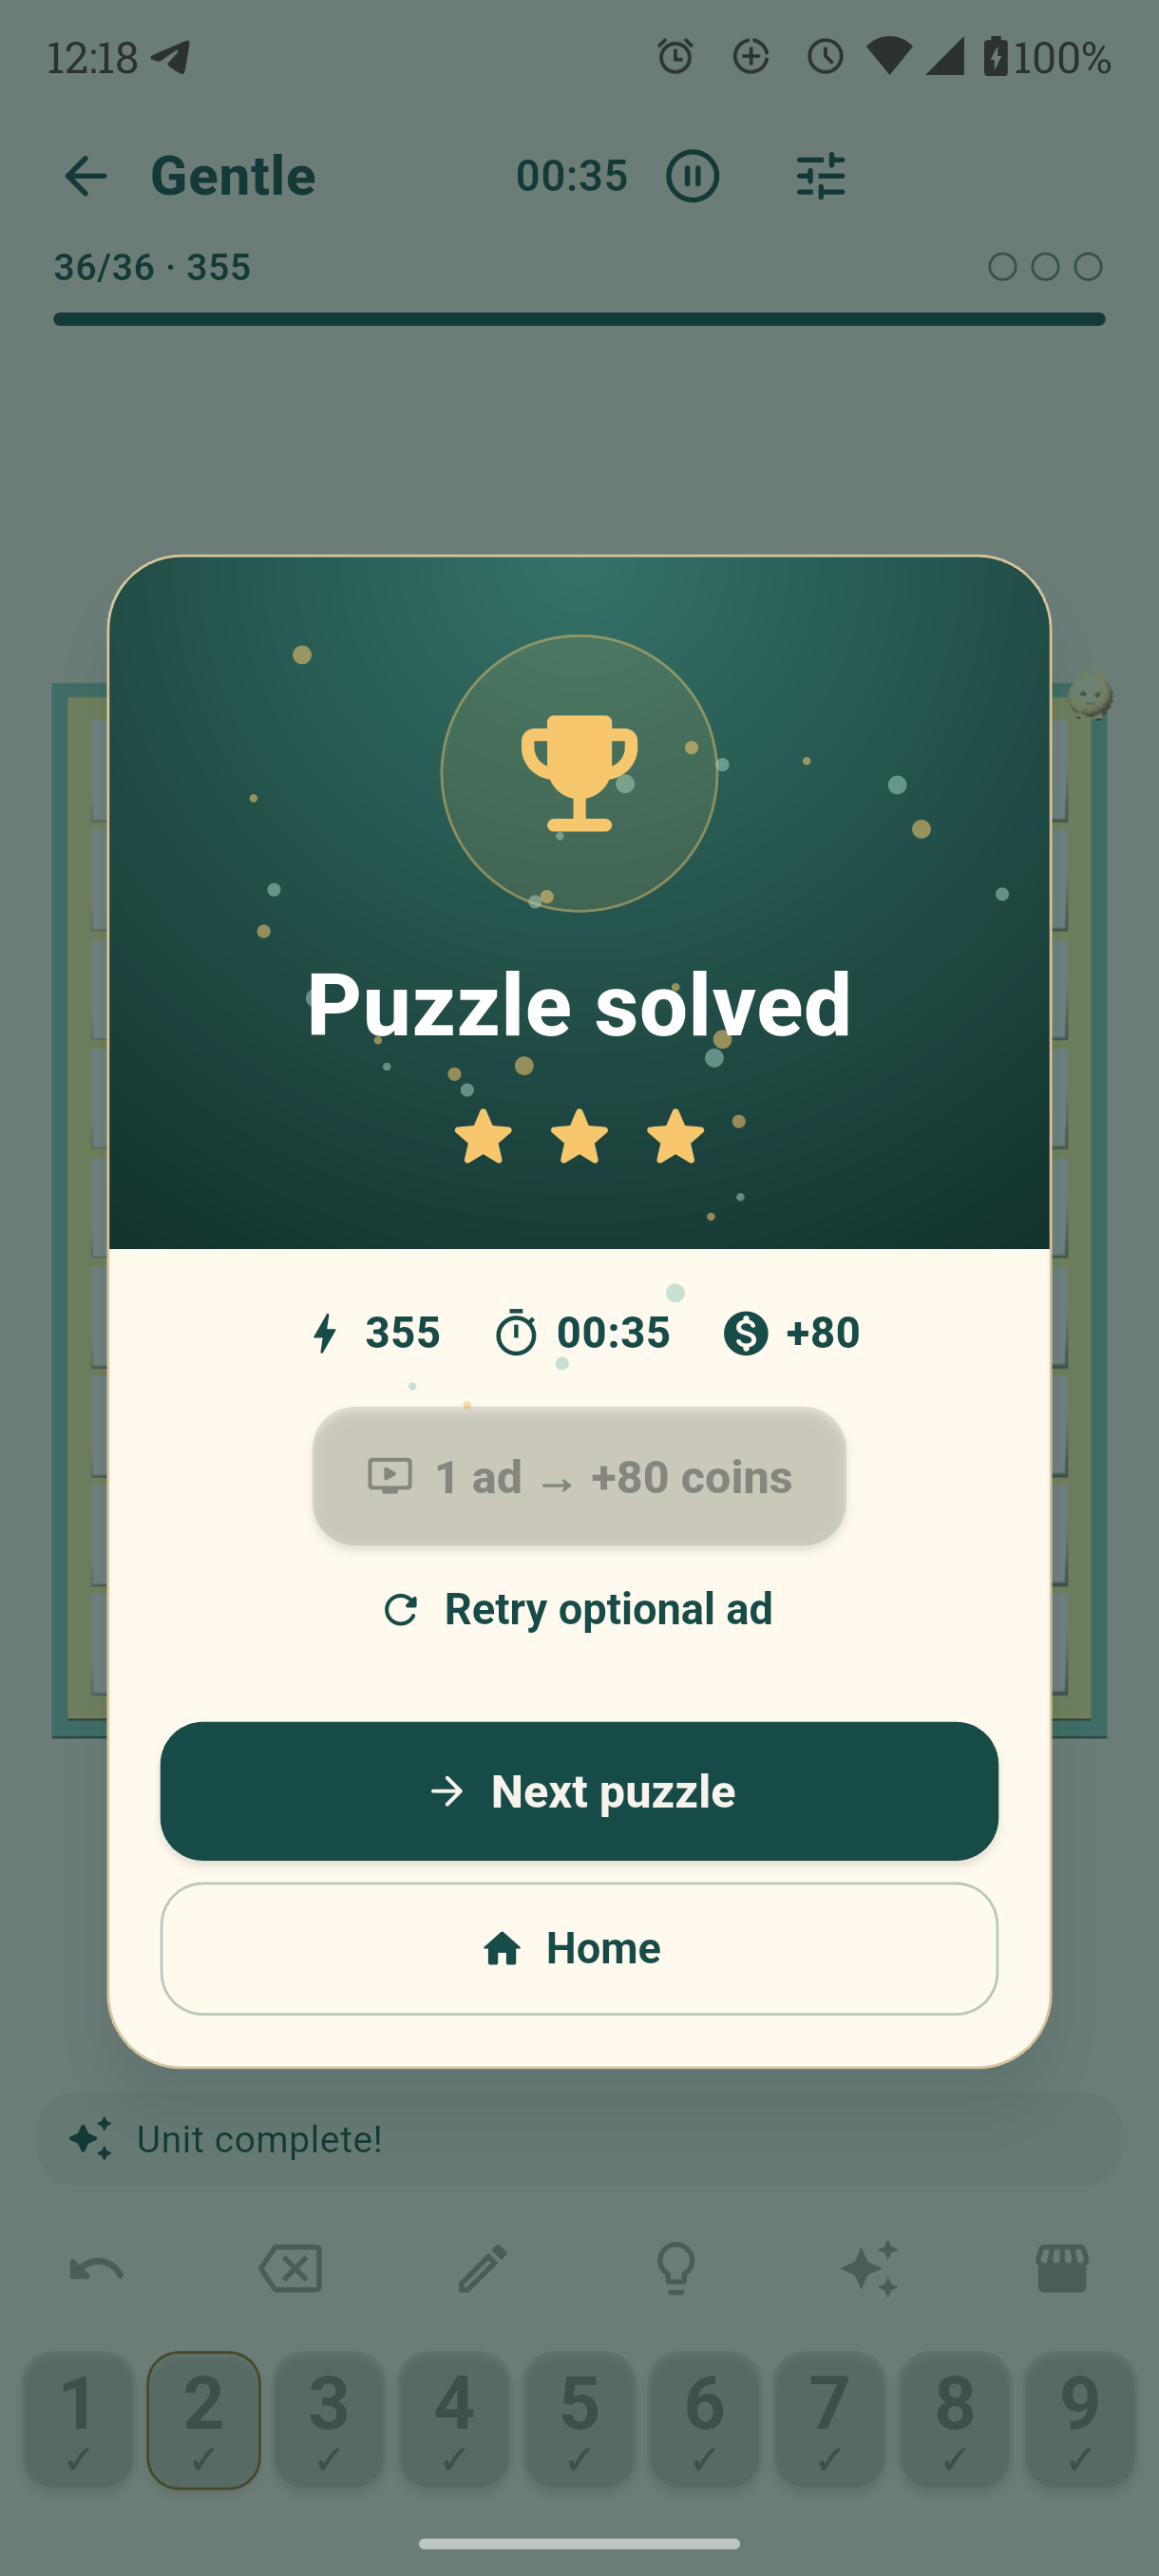 12:18 100%
Gentle 00:35
36/36 · 355
Puzzle solved
355 00:35 +80
1 ad → +80 coins
Retry optional ad
→ Next puzzle
Home
Unit complete!
1 2 3 4 5 6 7 8 9
✓ ✓ ✓ ✓ ✓ ✓ ✓ ✓ ✓